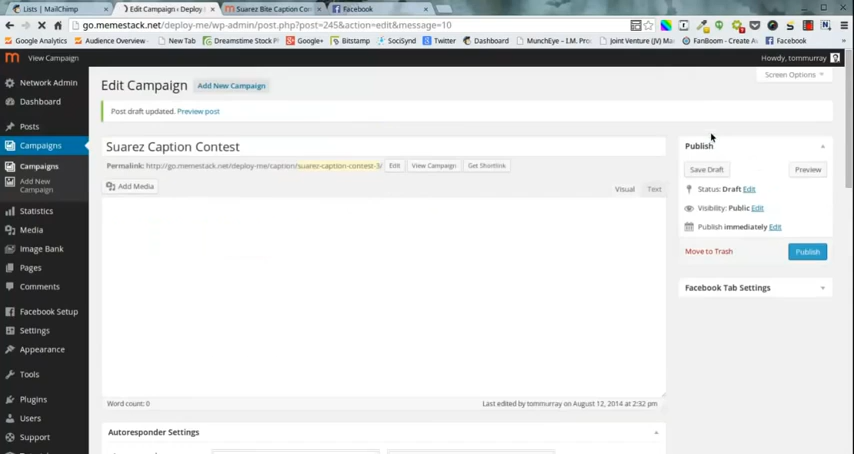 Lists | MailChimp
Edit Campaign ‹ Deploy
Suarez Bite Caption Con
Facebook
go.memestack.net/deploy-me/wp-admin/post.php?post=245&action=edit&message=10
Google Analytics
Audience Overview -
New Tab
Dreamstime Stock P
Google+
Bitstamp
SociSynd
Twitter
Dashboard
MunchEye – I.M. Pro
Joint Venture (JV) Ma
FanBoom - Create A
Facebook
View Campaign
Howdy, tommurray
Network Admin
Dashboard
Posts
Campaigns
Campaigns
Add New
Campaign
Statistics
Media
Image Bank
Pages
Comments
Facebook Setup
Settings
Appearance
Tools
Plugins
Users
Support
Edit Campaign Add New Campaign
Screen Options
Post draft updated. Preview post
Suarez Caption Contest
Permalink: http://go.memestack.net/deploy-me/caption/suarez-caption-contest-3/ Edit View Campaign Get Shortlink
Add Media
Visual Text
Word count: 0
Last edited by tommurray on August 12, 2014 at 2:32 pm
Autoresponder Settings
Publish
Save Draft Preview
Status: Draft Edit
Visibility: Public Edit
Publish immediately Edit
Move to Trash Publish
Facebook Tab Settings